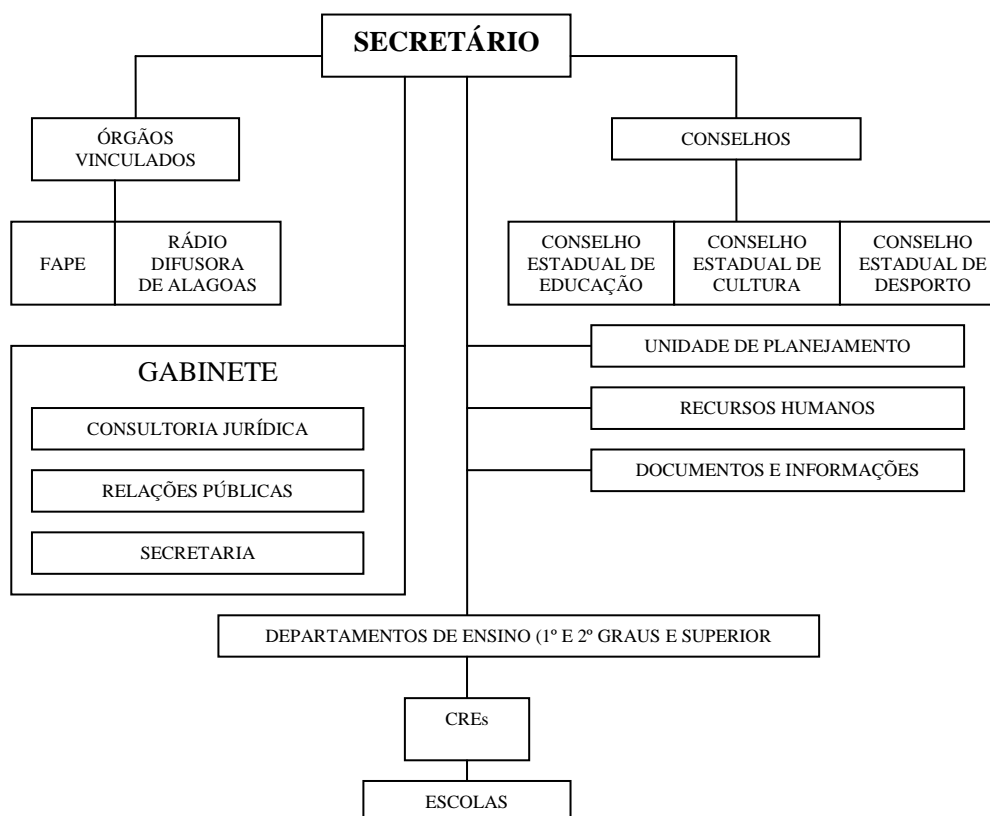 SECRETÁRIO
ÓRGÃOS
VINCULADOS
CONSELHOS
FAPE
RÁDIO
DIFUSORA
DE ALAGOAS
CONSELHO
ESTADUAL DE
EDUCAÇÃO
CONSELHO
ESTADUAL DE
CULTURA
CONSELHO
ESTADUAL DE
DESPORTO
UNIDADE DE PLANEJAMENTO
RECURSOS HUMANOS
DOCUMENTOS E INFORMAÇÕES
GABINETE
CONSULTORIA JURÍDICA
RELAÇÕES PÚBLICAS
SECRETARIA
DEPARTAMENTOS DE ENSINO (1º E 2º GRAUS E SUPERIOR
CREs
ESCOLAS